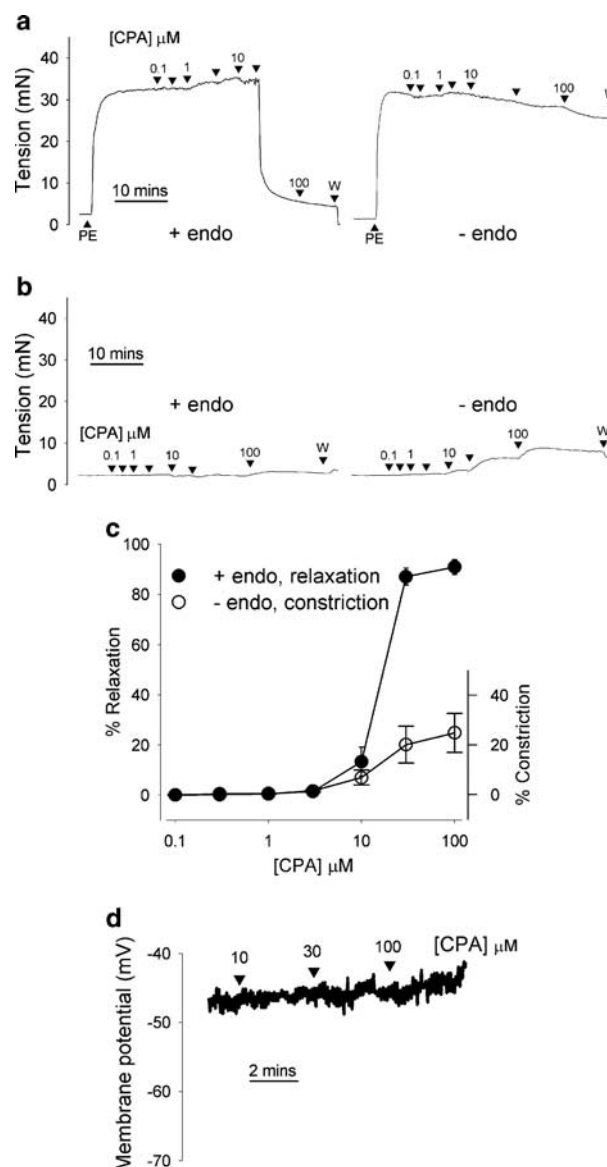 a
[CPA] μM
40
30
20
10
0
Tension (mN)
0.1 1 10
100 W
PE
10 mins
+ endo
0.1 1 10 100
PE
- endo
b
40
30
20
10
0
Tension (mN)
10 mins
+ endo
- endo
[CPA] μM
0.1 1 10 100 W
0.1 1 10 100 W
c
100
80
60
40
20
0
% Relaxation
+ endo, relaxation
- endo, constriction
40
20
0
% Constriction
0.1 1 10 100
[CPA] μM
d
-40
-50
-60
-70
Membrane potential (mV)
10 30 100 [CPA] μM
2 mins